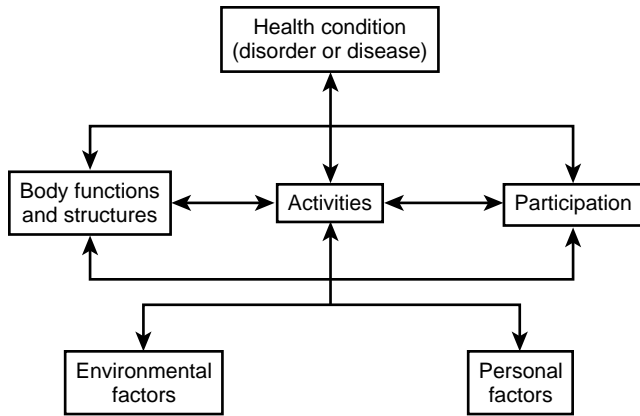 Health condition
(disorder or disease)
Body functions
and structures
Activities
Participation
Environmental
factors
Personal
factors